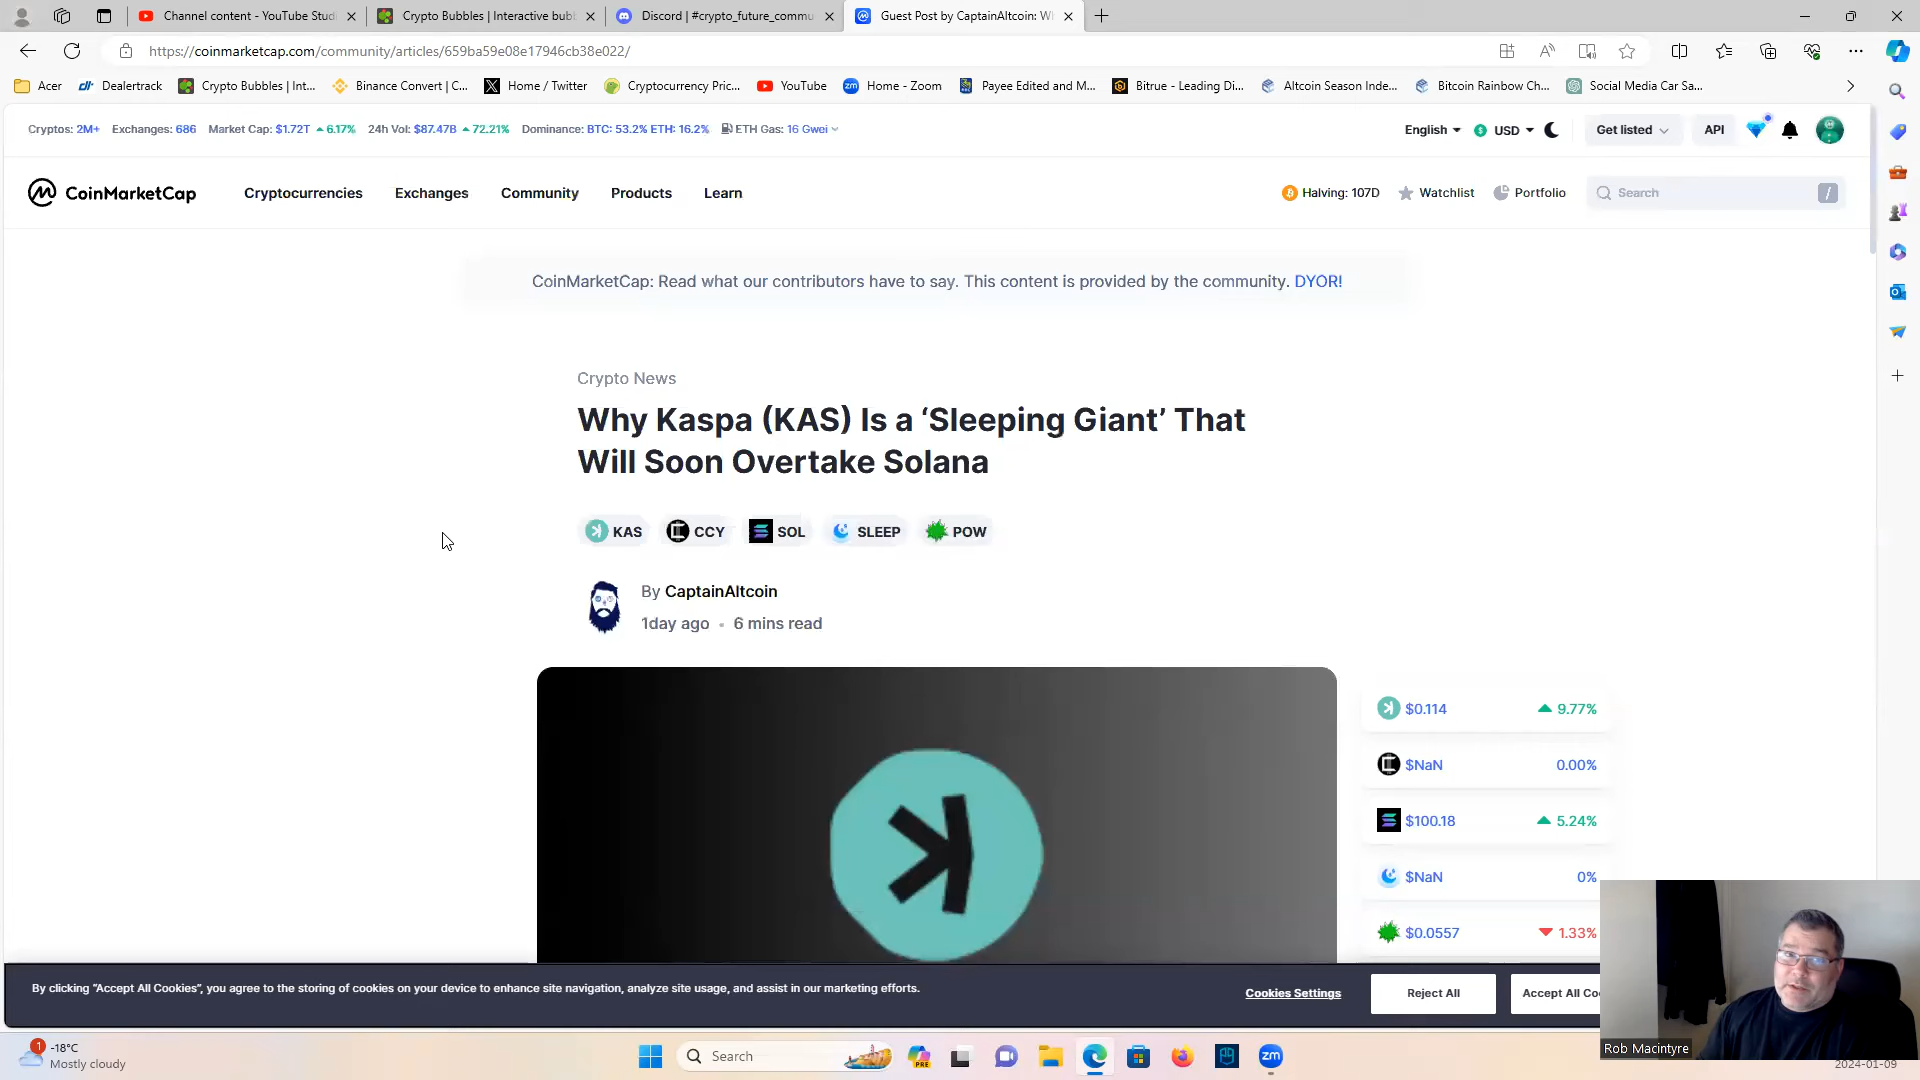 Channel content - YouTube Studi
Crypto Bubbles | Interactive bubb
Discord | #crypto_future_commu
Guest Post by CaptainAltcoin: Wh
https://coinmarketcap.com/community/articles/659ba59e08e17946cb38e022/
Acer
Dealertrack
Crypto Bubbles | Int...
Binance Convert | C...
Home / Twitter
Cryptocurrency Pric...
YouTube
Home - Zoom
Payee Edited and M...
Bitrue - Leading Di...
Altcoin Season Inde...
Bitcoin Rainbow Ch...
Social Media Car Sa...
Cryptos: 2M+ Exchanges: 686 Market Cap: $1.72T 6.17% 24h Vol: $87.47B 72.21% Dominance: BTC: 53.2% ETH: 16.2% ETH Gas: 16 Gwei
English USD Get listed API
CoinMarketCap
Cryptocurrencies Exchanges Community Products Learn
Halving: 107D Watchlist Portfolio Search /
CoinMarketCap: Read what our contributors have to say. This content is provided by the community. DYOR!
Crypto News
Why Kaspa (KAS) Is a ‘Sleeping Giant’ That
Will Soon Overtake Solana
KAS CCY SOL SLEEP POW
By CaptainAltcoin
1day ago • 6 mins read
$0.114 9.77%
$NaN 0.00%
$100.18 5.24%
$NaN 0%
$0.0557 1.33%
By clicking “Accept All Cookies”, you agree to the storing of cookies on your device to enhance site navigation, analyze site usage, and assist in our marketing efforts.
Cookies Settings
Reject All
Accept All Co
Rob Macintyre
1
-18°C
Mostly cloudy
Search
PRE
zm
2024-01-09